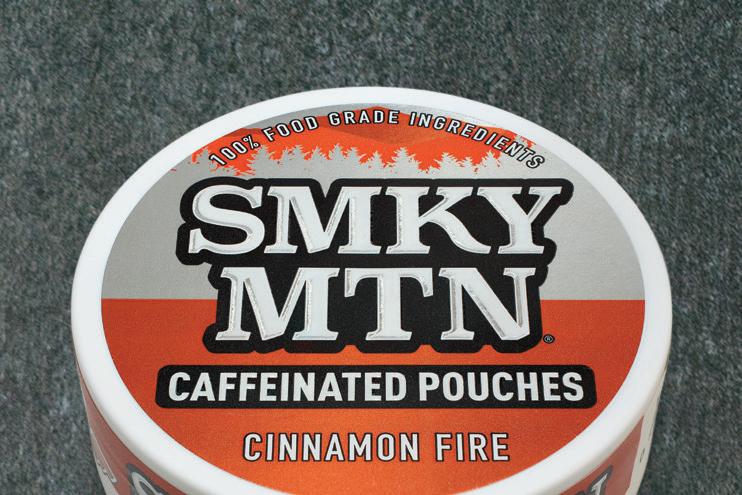 100% FOOD GRADE INGREDIENTS
SMKY
MTN®
CAFFEINATED POUCHES
CINNAMON FIRE